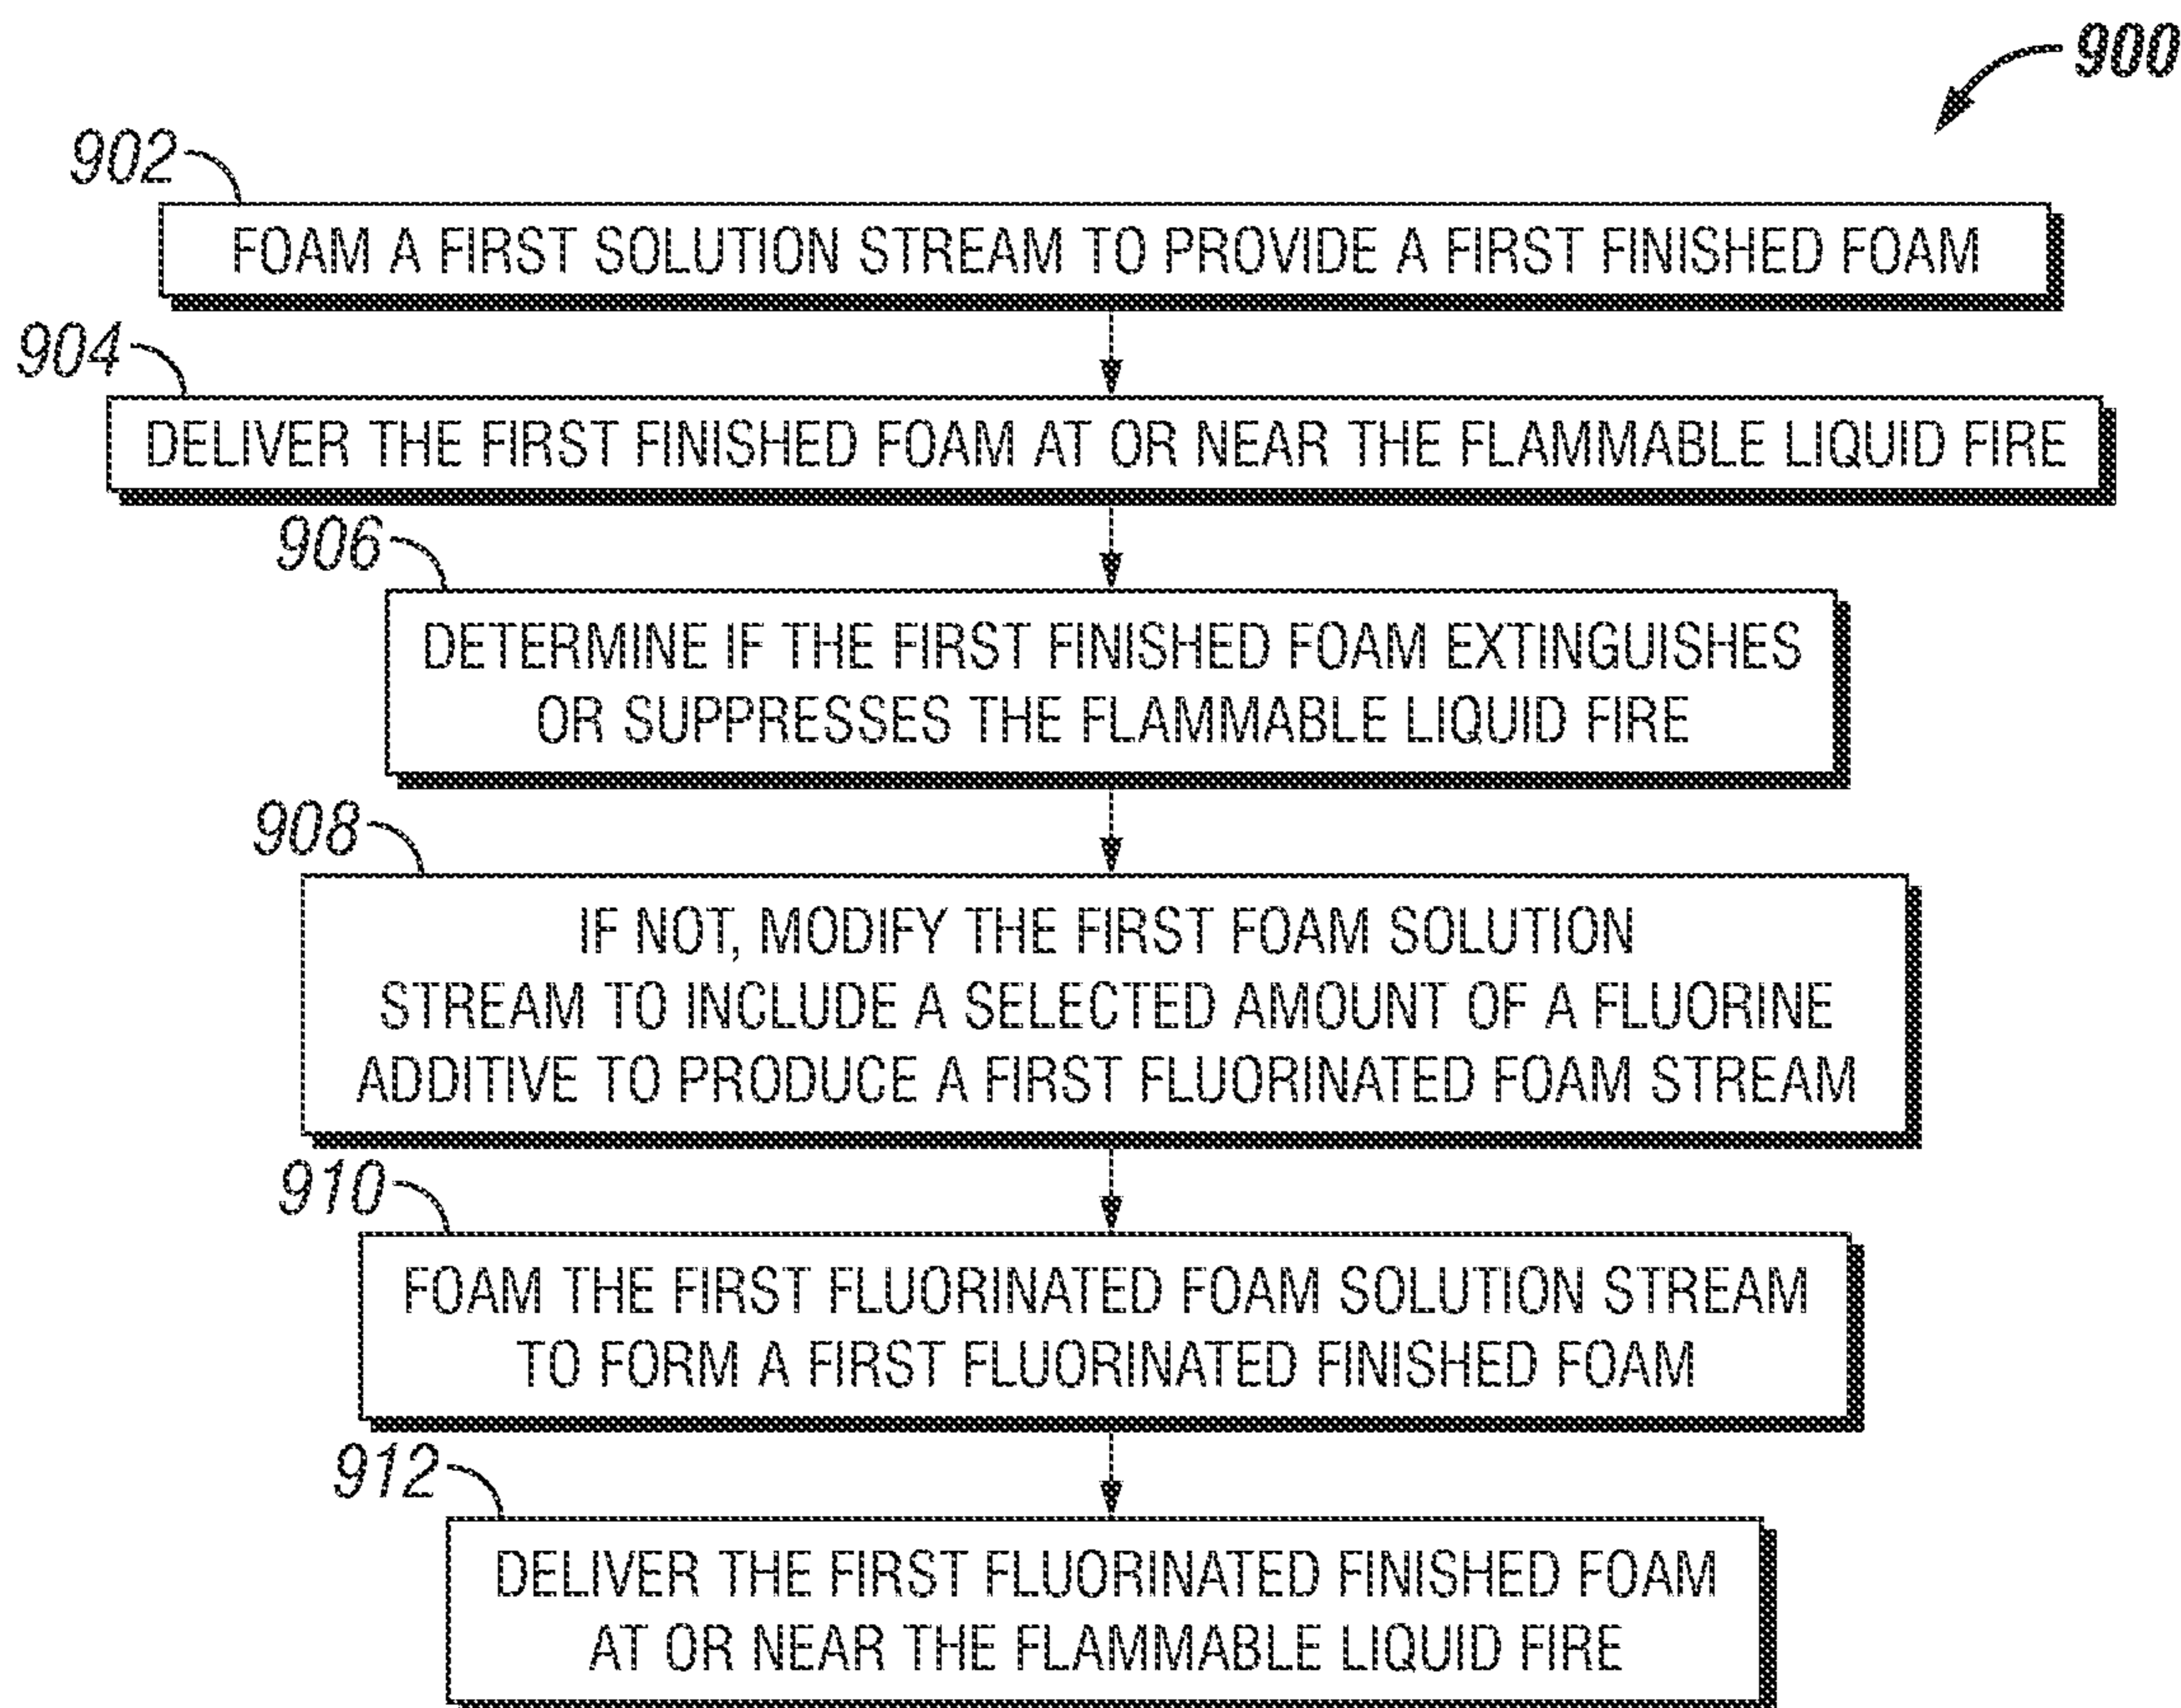 900
902
FOAM A FIRST SOLUTION STREAM TO PROVIDE A FIRST FINISHED FOAM
904
DELIVER THE FIRST FINISHED FOAM AT OR NEAR THE FLAMMABLE LIQUID FIRE
906
DETERMINE IF THE FIRST FINISHED FOAM EXTINGUISHES
OR SUPPRESSES THE FLAMMABLE LIQUID FIRE
908
IF NOT, MODIFY THE FIRST FOAM SOLUTION
STREAM TO INCLUDE A SELECTED AMOUNT OF A FLUORINE
ADDITIVE TO PRODUCE A FIRST FLUORINATED FOAM STREAM
910
FOAM THE FIRST FLUORINATED FOAM SOLUTION STREAM
TO FORM A FIRST FLUORINATED FINISHED FOAM
912
DELIVER THE FIRST FLUORINATED FINISHED FOAM
AT OR NEAR THE FLAMMABLE LIQUID FIRE